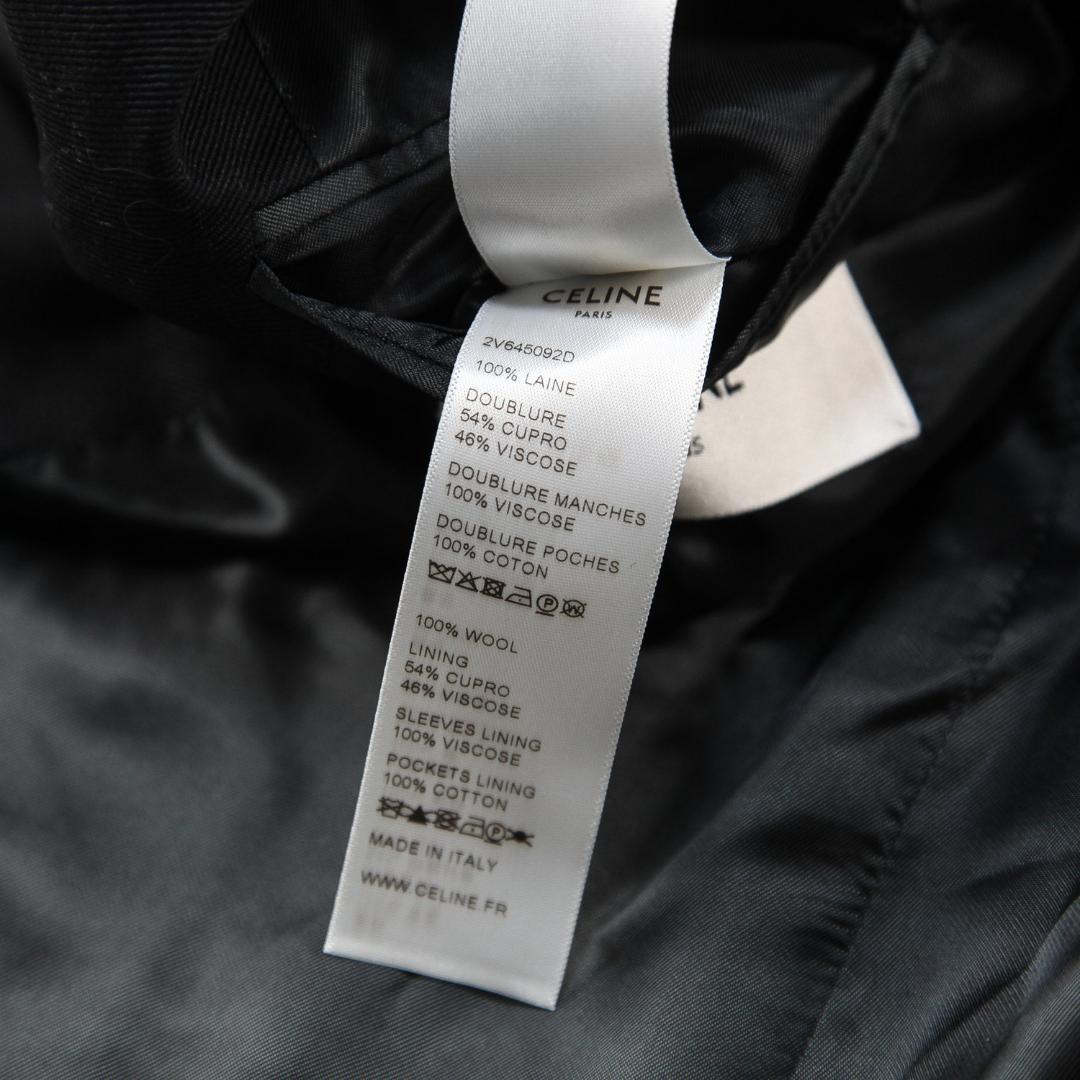 CELINE
PARIS
2V645092D
100% LAINE
DOUBLURE
54% CUPRO
46% VISCOSE
DOUBLURE MANCHES
100% VISCOSE
DOUBLURE POCHES
100% COTON
100% WOOL
LINING
54% CUPRO
46% VISCOSE
SLEEVES LINING
100% VISCOSE
POCKETS LINING
100% COTTON
MADE IN ITALY
WWW.CELINE.FR